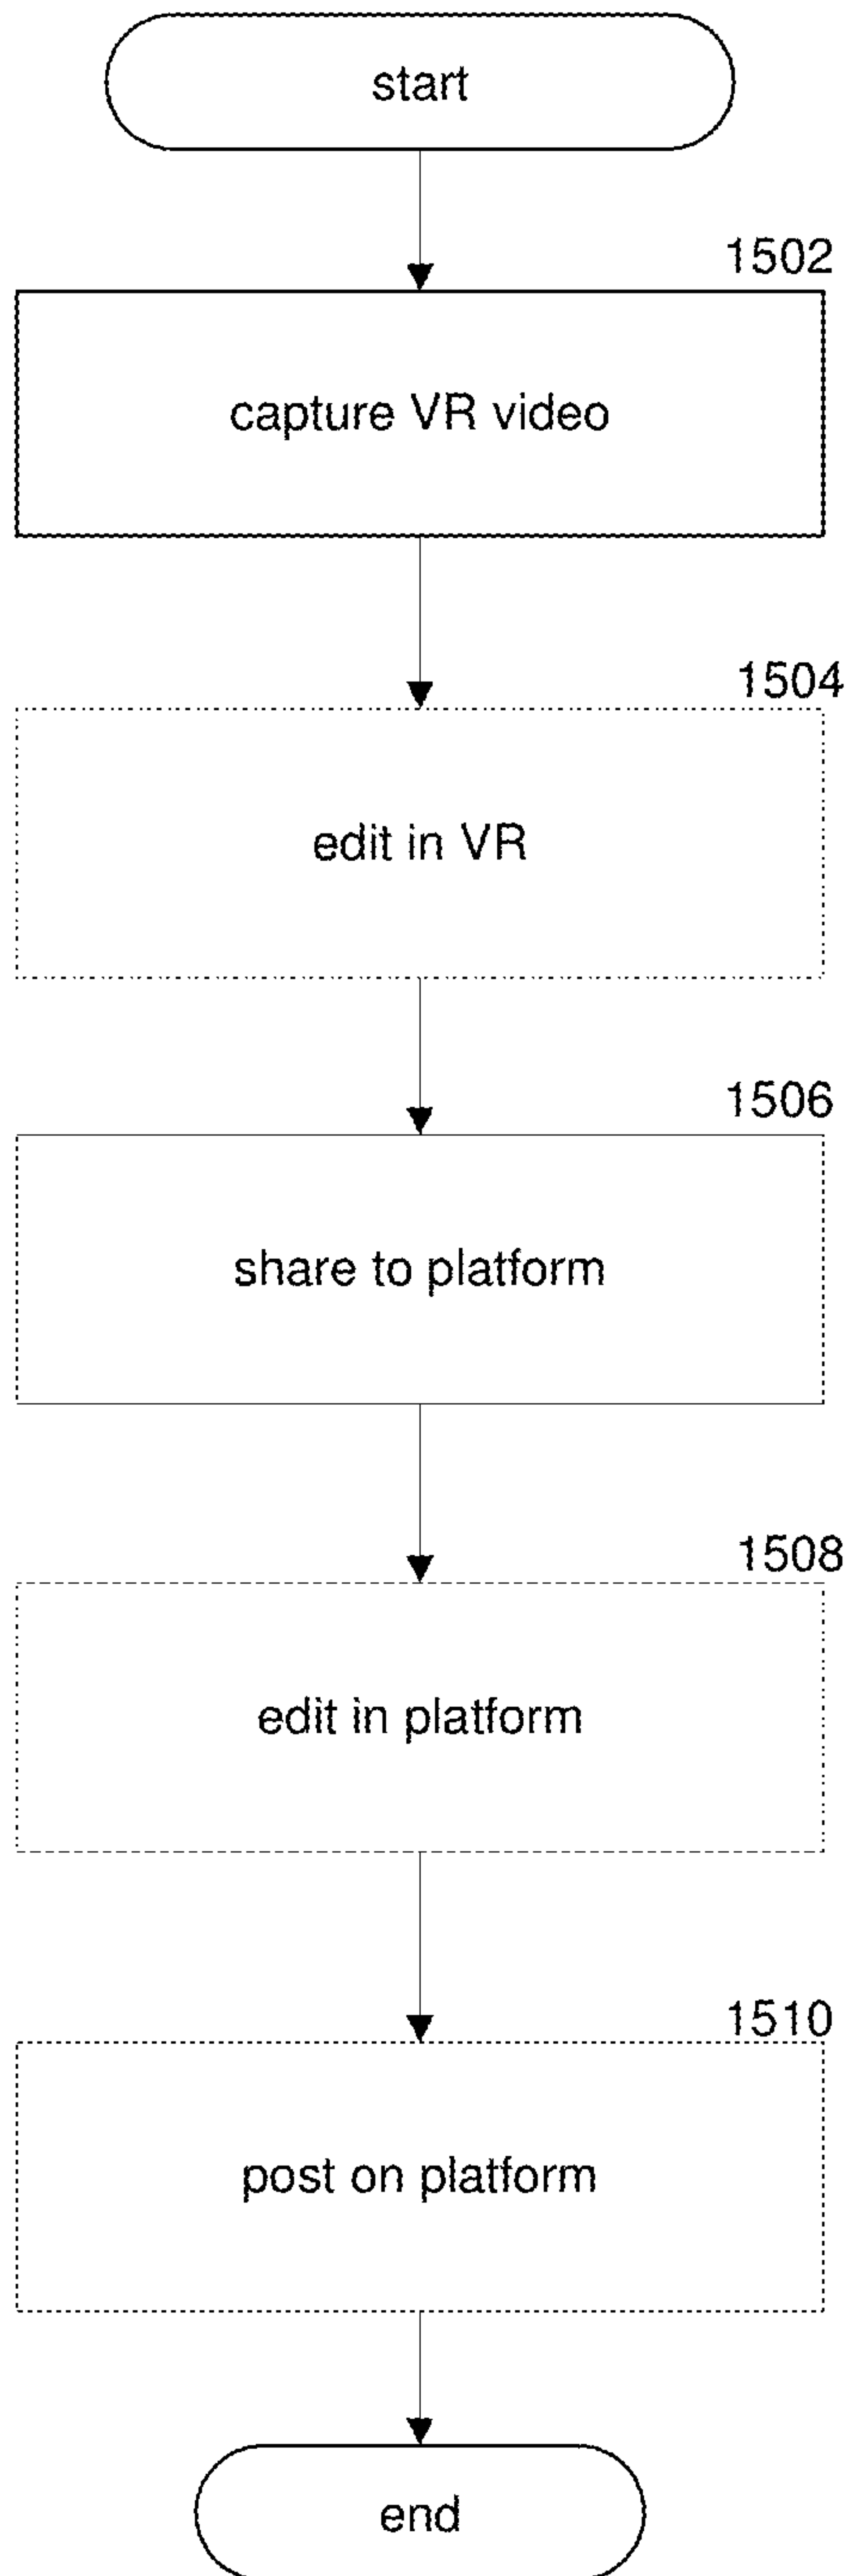 start
1502
capture VR video
1504
edit in VR
1506
share to platform
1508
edit in platform
1510
post on platform
end